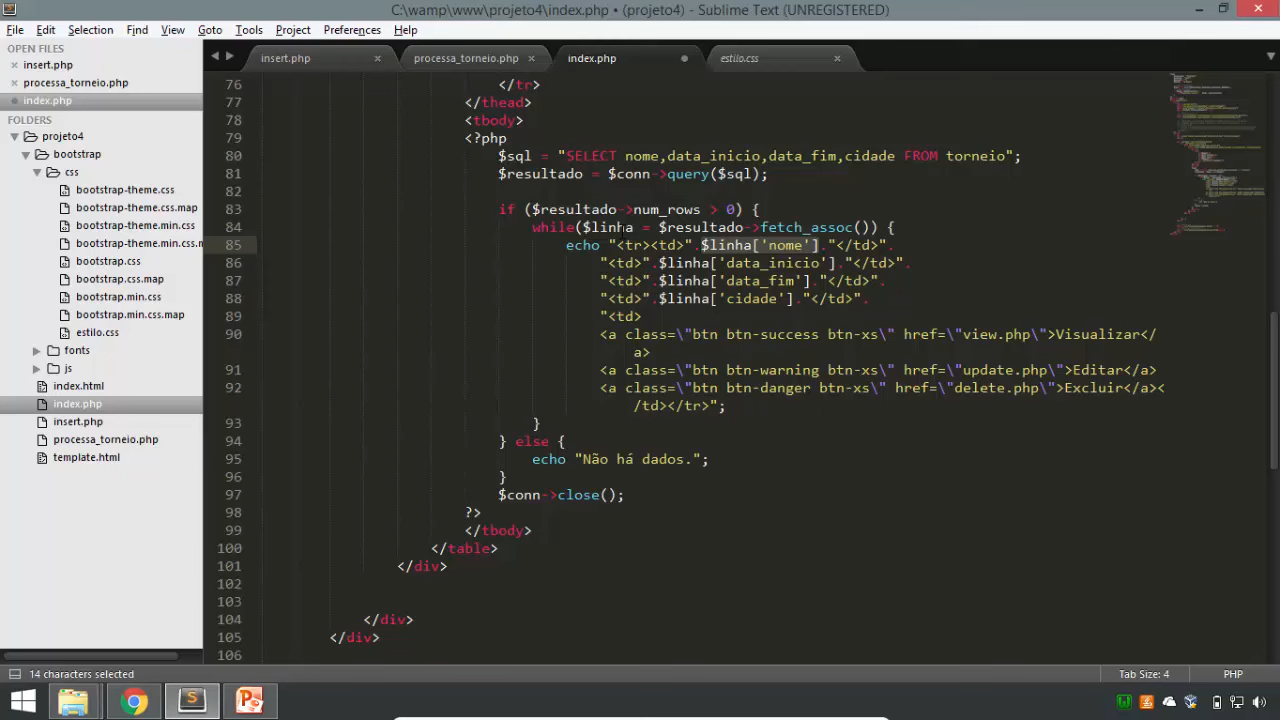 C:\wamp\www\projeto4\index.php • (projeto4) - Sublime Text (UNREGISTERED)
File Edit Selection Find View Goto Tools Project Preferences Help
OPEN FILES
insert.php
processa_torneio.php
index.php
FOLDERS
projeto4
bootstrap
css
bootstrap-theme.css
bootstrap-theme.css.map
bootstrap-theme.min.css
bootstrap-theme.min.css.m
bootstrap.css
bootstrap.css.map
bootstrap.min.css
bootstrap.min.css.map
estilo.css
fonts
js
index.html
index.php
insert.php
processa_torneio.php
template.html
insert.php processa_torneio.php index.php estilo.css
76 </tr>
77 </thead>
78 <tbody>
79 <?php
80 $sql = "SELECT nome,data_inicio,data_fim,cidade FROM torneio";
81 $resultado = $conn->query($sql);
82
83 if ($resultado->num_rows > 0) {
84 while($linha = $resultado->fetch_assoc()) {
85 echo "<tr><td>".$linha['nome']."</td>".
86 "<td>".$linha['data_inicio']."</td>".
87 "<td>".$linha['data_fim']."</td>".
88 "<td>".$linha['cidade']."</td>".
89 "<td>
90 <a class=\"btn btn-success btn-xs\" href=\"view.php\">Visualizar</
a>
91 <a class=\"btn btn-warning btn-xs\" href=\"update.php\">Editar</a>
92 <a class=\"btn btn-danger btn-xs\" href=\"delete.php\">Excluir</a><
/td></tr>";
93 }
94 } else {
95 echo "Não há dados.";
96 }
97 $conn->close();
98 ?>
99 </tbody>
100 </table>
101 </div>
102
103
104 </div>
105 </div>
106
14 characters selected Tab Size: 4 PHP